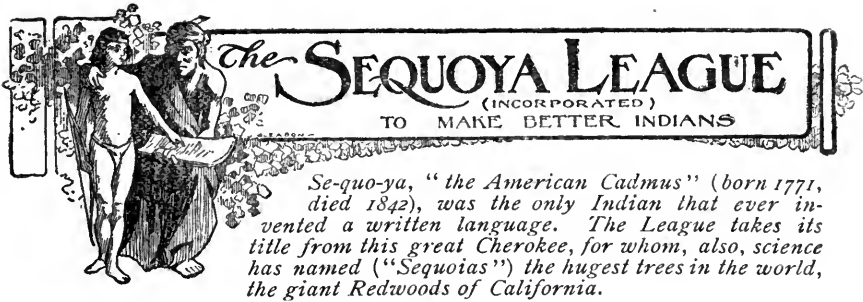 The SEQUOYA LEAGUE
(INCORPORATED)
TO MAKE BETTER INDIANS
Se-quo-ya, "the American Cadmus" (born 1771,
died 1842), was the only Indian that ever in-
vented a written language. The League takes its
title from this great Cherokee, for whom, also, science
has named ("Sequoias") the hugest trees in the world,
the giant Redwoods of California.